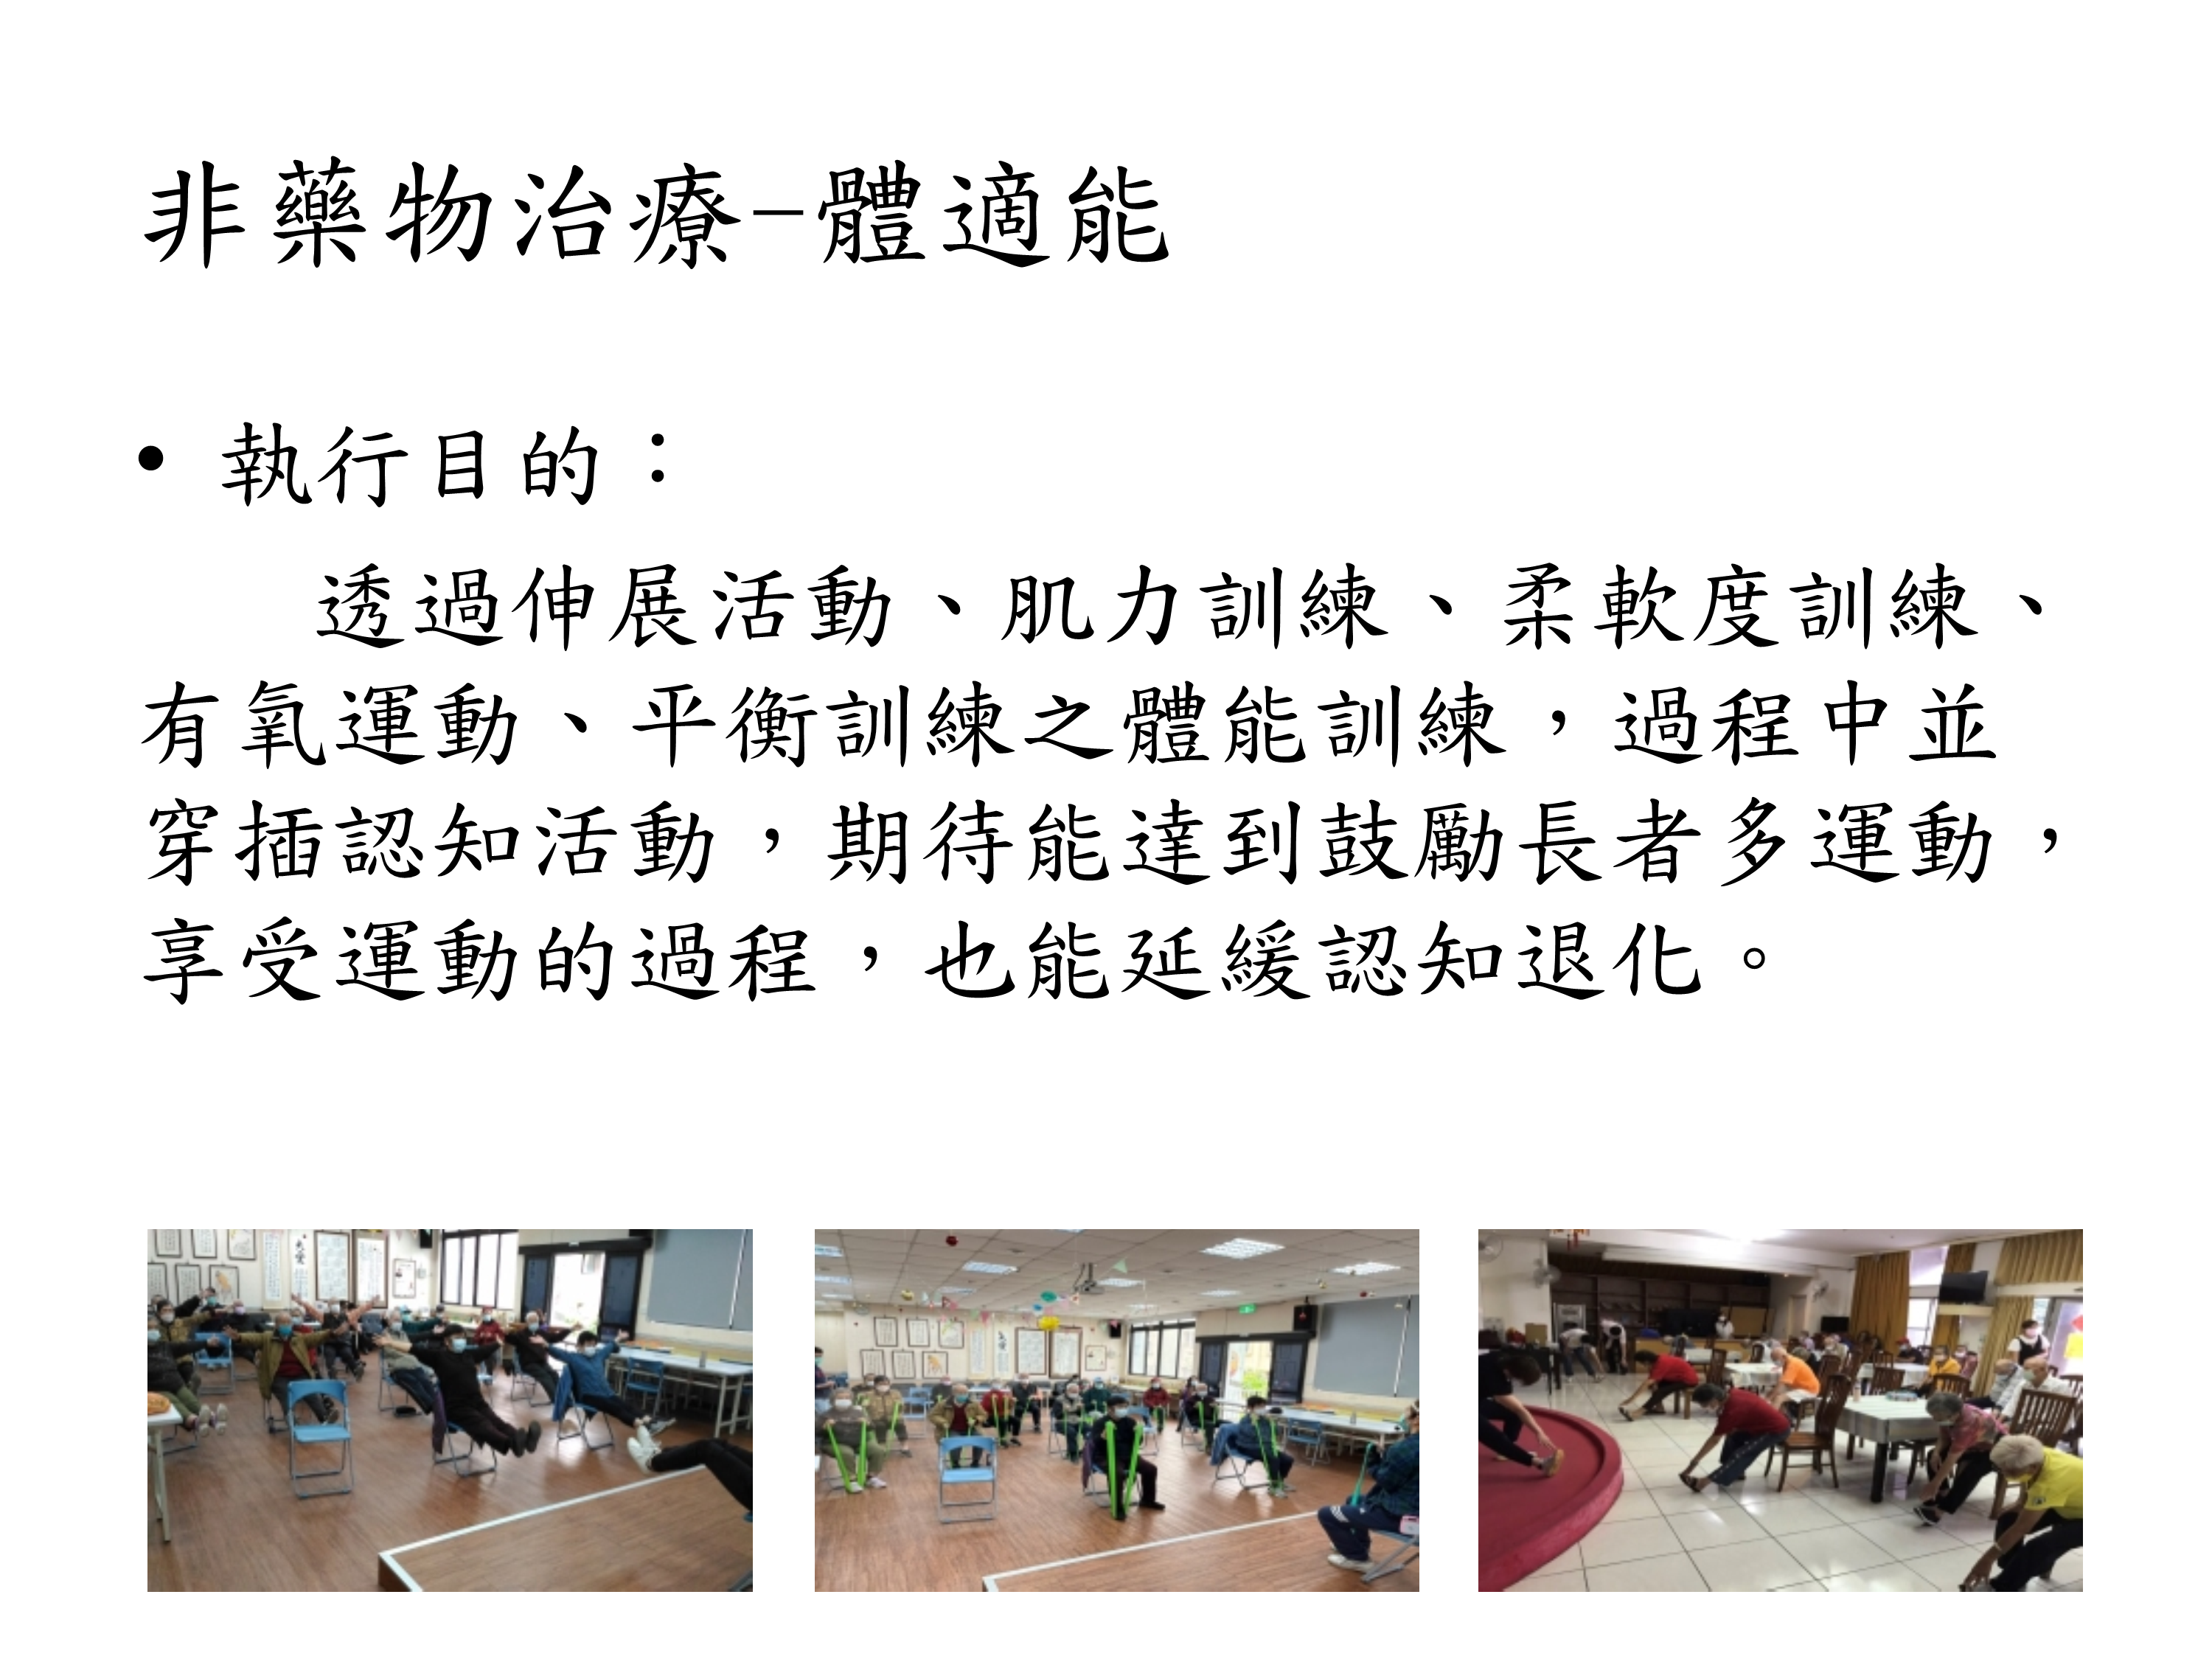 非藥物治療-體適能
• 執行目的：
透過伸展活動、肌力訓練、柔軟度訓練、
有氧運動、平衡訓練之體能訓練，過程中並
穿插認知活動，期待能達到鼓勵長者多運動，
享受運動的過程，也能延緩認知退化。